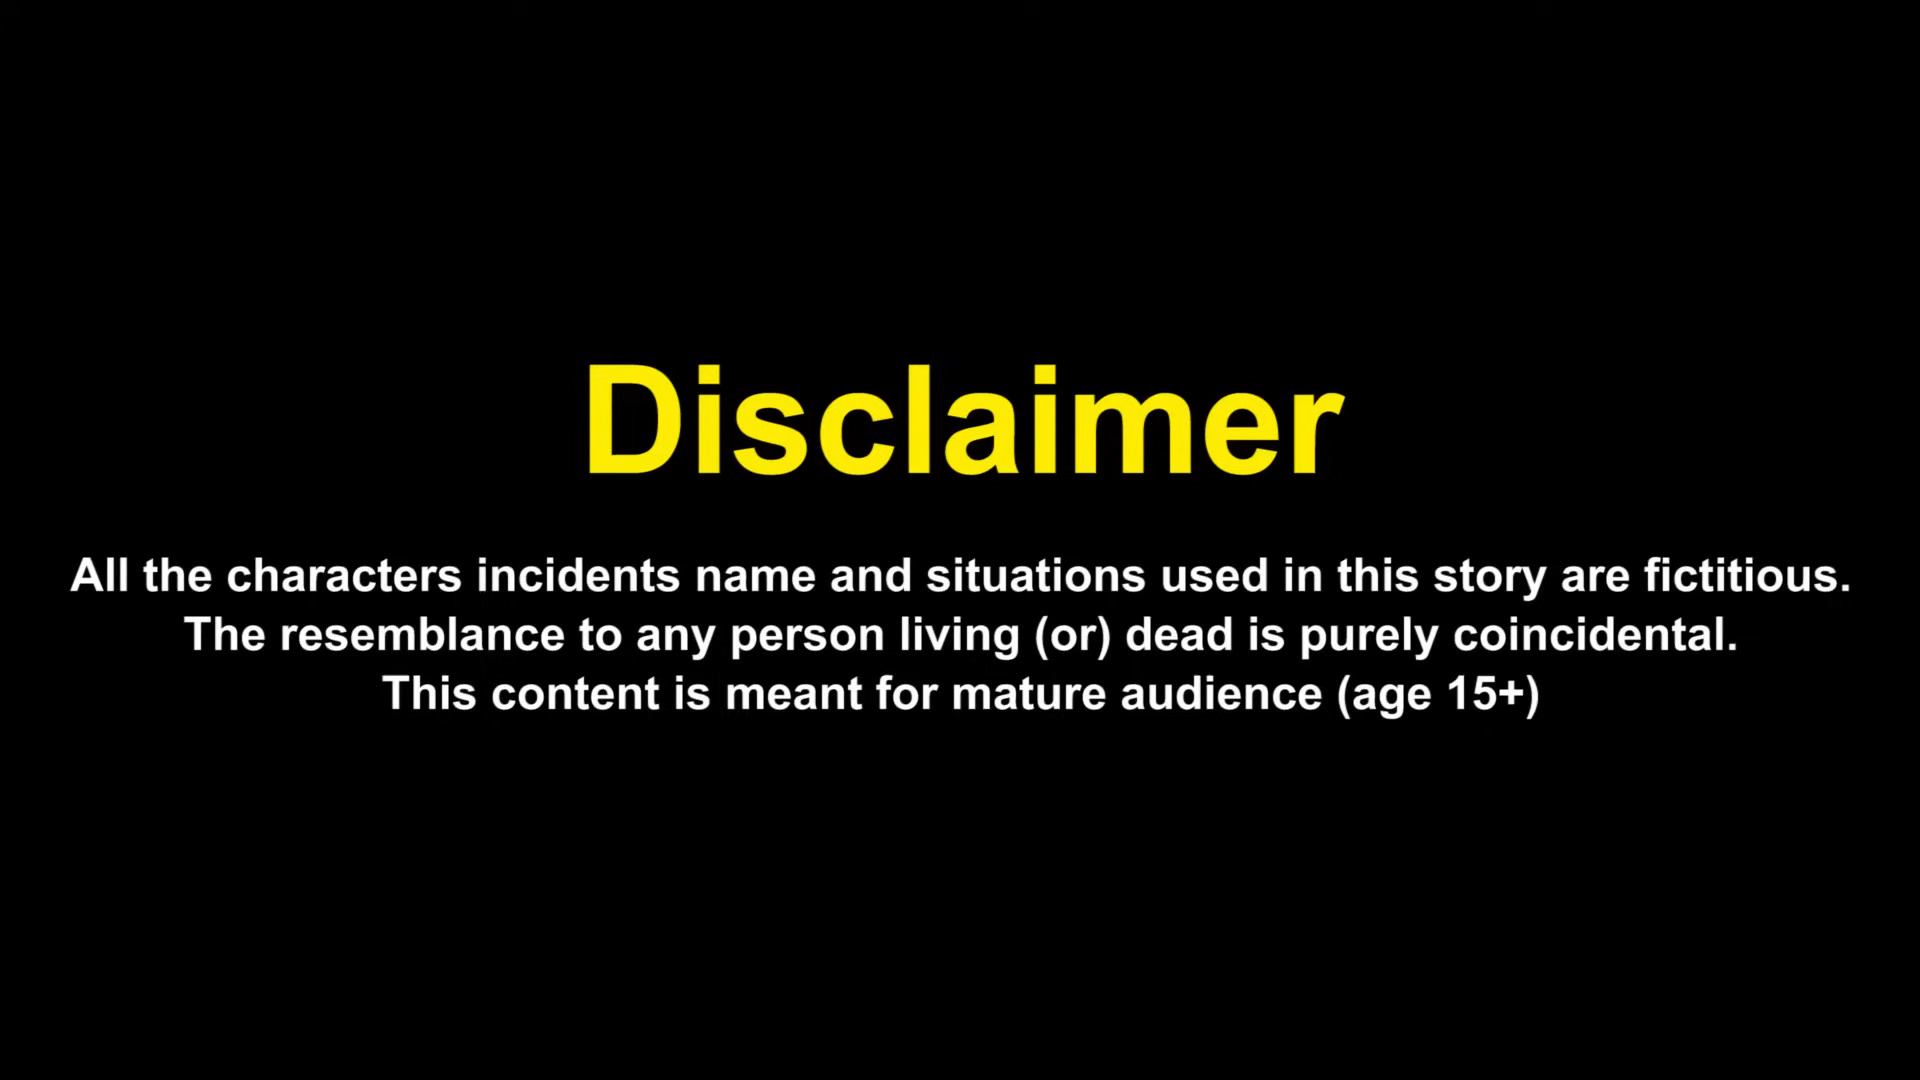 Disclaimer
All the characters incidents name and situations used in this story are fictitious.
The resemblance to any person living (or) dead is purely coincidental.
This content is meant for mature audience (age 15+)